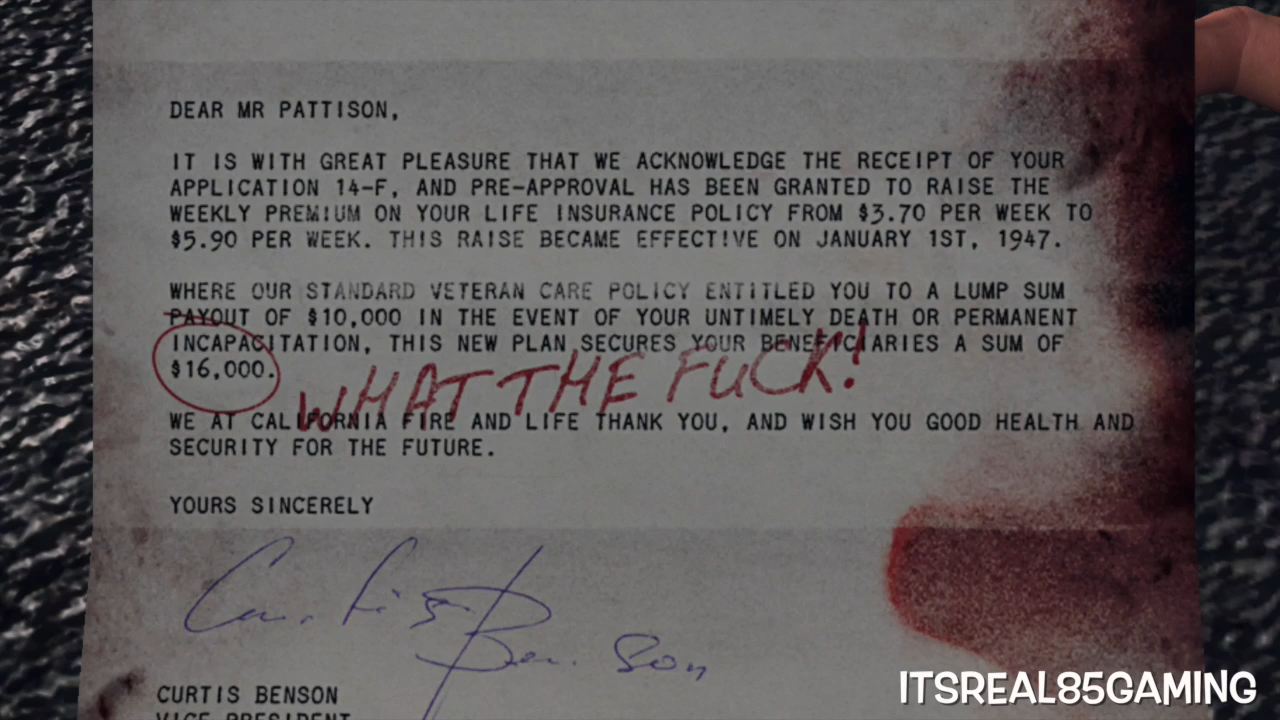 DEAR MR PATTISON,
IT IS WITH GREAT PLEASURE THAT WE ACKNOWLEDGE THE RECEIPT OF YOUR
APPLICATION 14-F, AND PRE-APPROVAL HAS BEEN GRANTED TO RAISE THE
WEEKLY PREMIUM ON YOUR LIFE INSURANCE POLICY FROM $3.70 PER WEEK TO
$5.90 PER WEEK. THIS RAISE BECAME EFFECTIVE ON JANUARY 1ST, 1947.
WHERE OUR STANDARD VETERAN CARE POLICY ENTITLED YOU TO A LUMP SUM
PAYOUT OF $10,000 IN THE EVENT OF YOUR UNTIMELY DEATH OR PERMANENT
INCAPACITATION, THIS NEW PLAN SECURES YOUR BENEFICIARIES A SUM OF
$16,000.
WHAT THE FUCK!
WE AT CALIFORNIA FIRE AND LIFE THANK YOU, AND WISH YOU GOOD HEALTH AND
SECURITY FOR THE FUTURE.
YOURS SINCERELY
Curtis Benson
CURTIS BENSON
VICE PRESIDENT
ITSREAL85GAMING